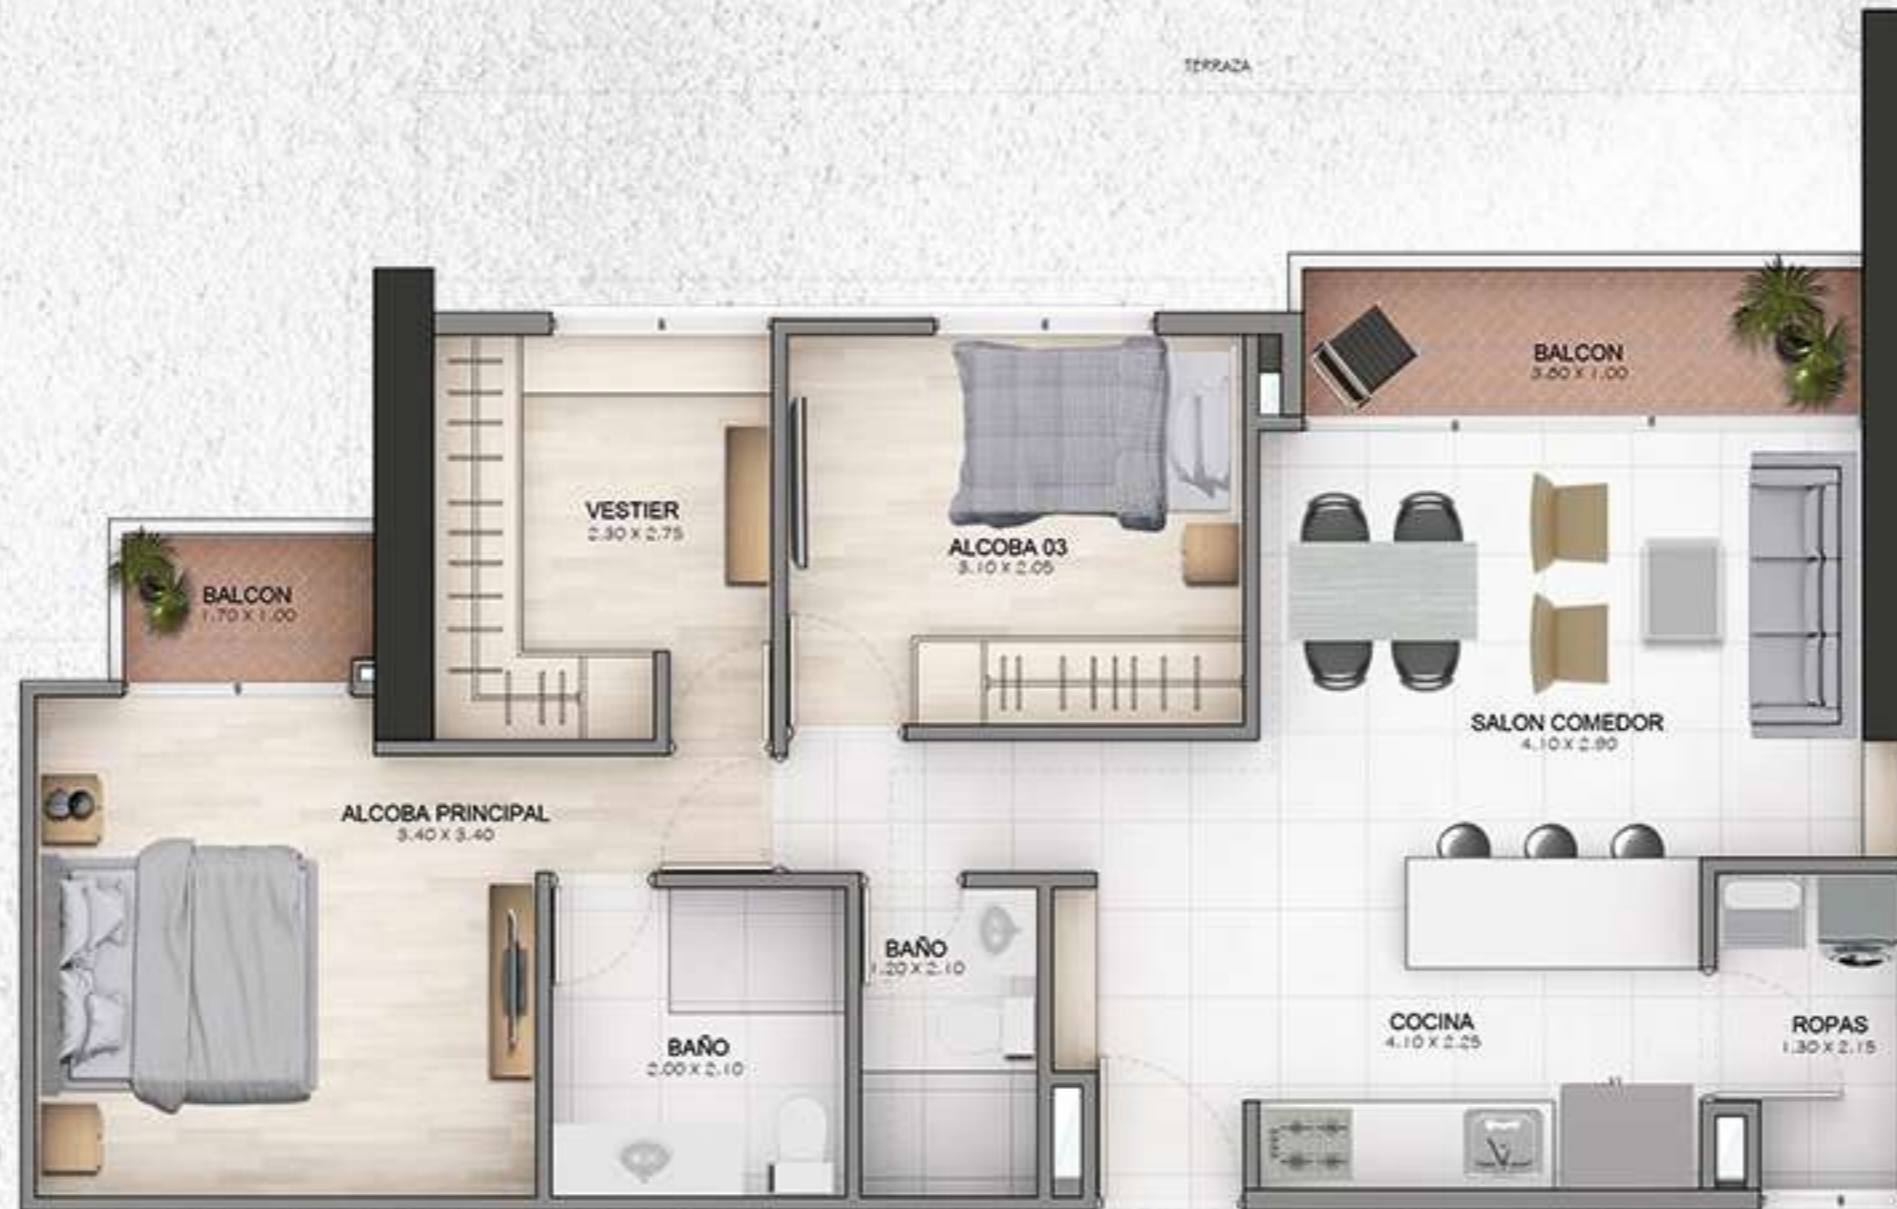 TERRAZA
BALCON
3.80 X 1.00
VESTIER
2.30 X 2.75
ALCOBA 03
3.10 X 2.05
BALCON
1.70 X 1.00
SALON COMEDOR
4.10 X 2.90
ALCOBA PRINCIPAL
3.40 X 3.40
BAÑO
1.20 X 2.10
COCINA
4.10 X 2.25
ROPAS
1.30 X 2.15
BAÑO
2.00 X 2.10